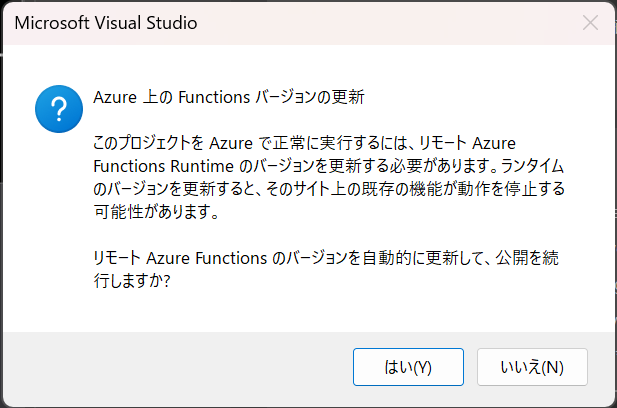 Microsoft Visual Studio
Azure 上の Functions バージョンの更新
このプロジェクトを Azure で正常に実行するには、リモート Azure
Functions Runtime のバージョンを更新する必要があります。ランタイム
のバージョンを更新すると、そのサイト上の既存の機能が動作を停止する
可能性があります。
リモート Azure Functions のバージョンを自動的に更新して、公開を続
行しますか?
はい(Y)
いいえ(N)